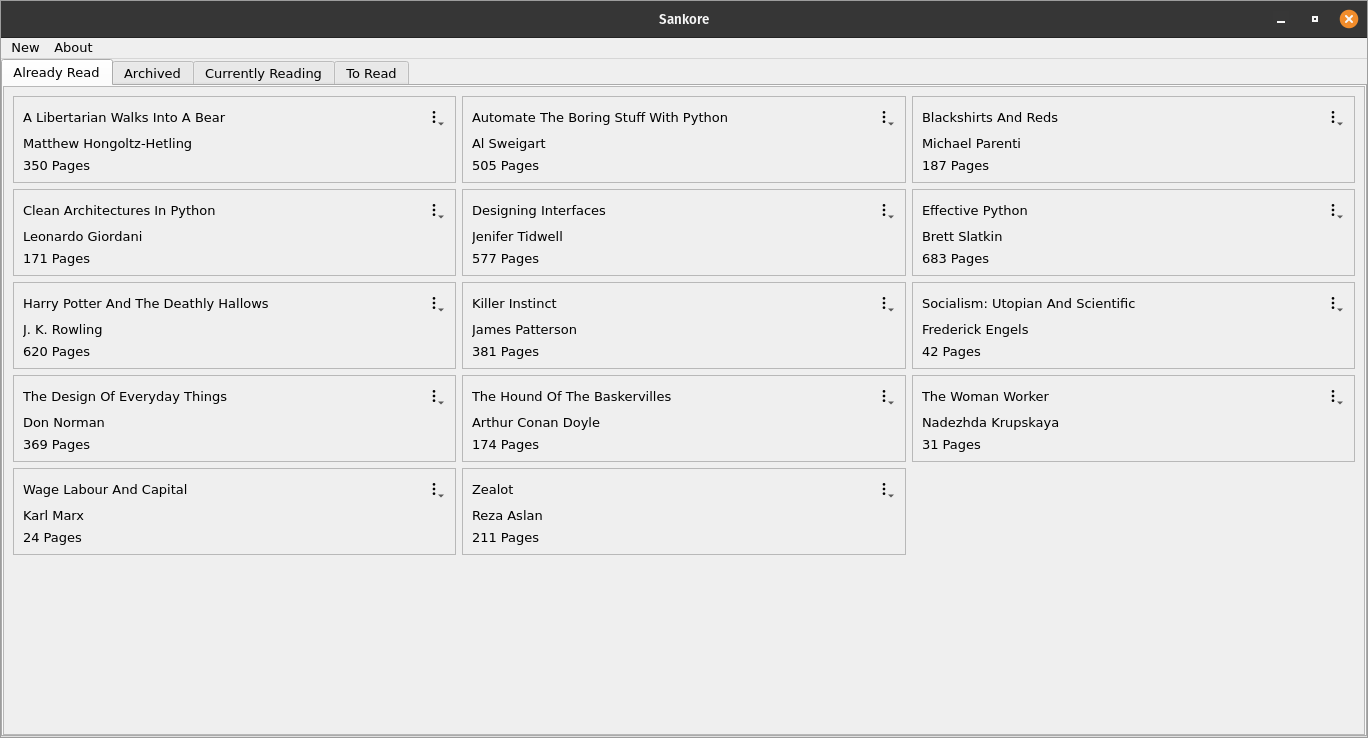 Sankore
New About
Already Read Archived Currently Reading To Read
A Libertarian Walks Into A Bear
Matthew Hongoltz-Hetling
350 Pages
Automate The Boring Stuff With Python
Al Sweigart
505 Pages
Blackshirts And Reds
Michael Parenti
187 Pages
Clean Architectures In Python
Leonardo Giordani
171 Pages
Designing Interfaces
Jenifer Tidwell
577 Pages
Effective Python
Brett Slatkin
683 Pages
Harry Potter And The Deathly Hallows
J. K. Rowling
620 Pages
Killer Instinct
James Patterson
381 Pages
Socialism: Utopian And Scientific
Frederick Engels
42 Pages
The Design Of Everyday Things
Don Norman
369 Pages
The Hound Of The Baskervilles
Arthur Conan Doyle
174 Pages
The Woman Worker
Nadezhda Krupskaya
31 Pages
Wage Labour And Capital
Karl Marx
24 Pages
Zealot
Reza Aslan
211 Pages